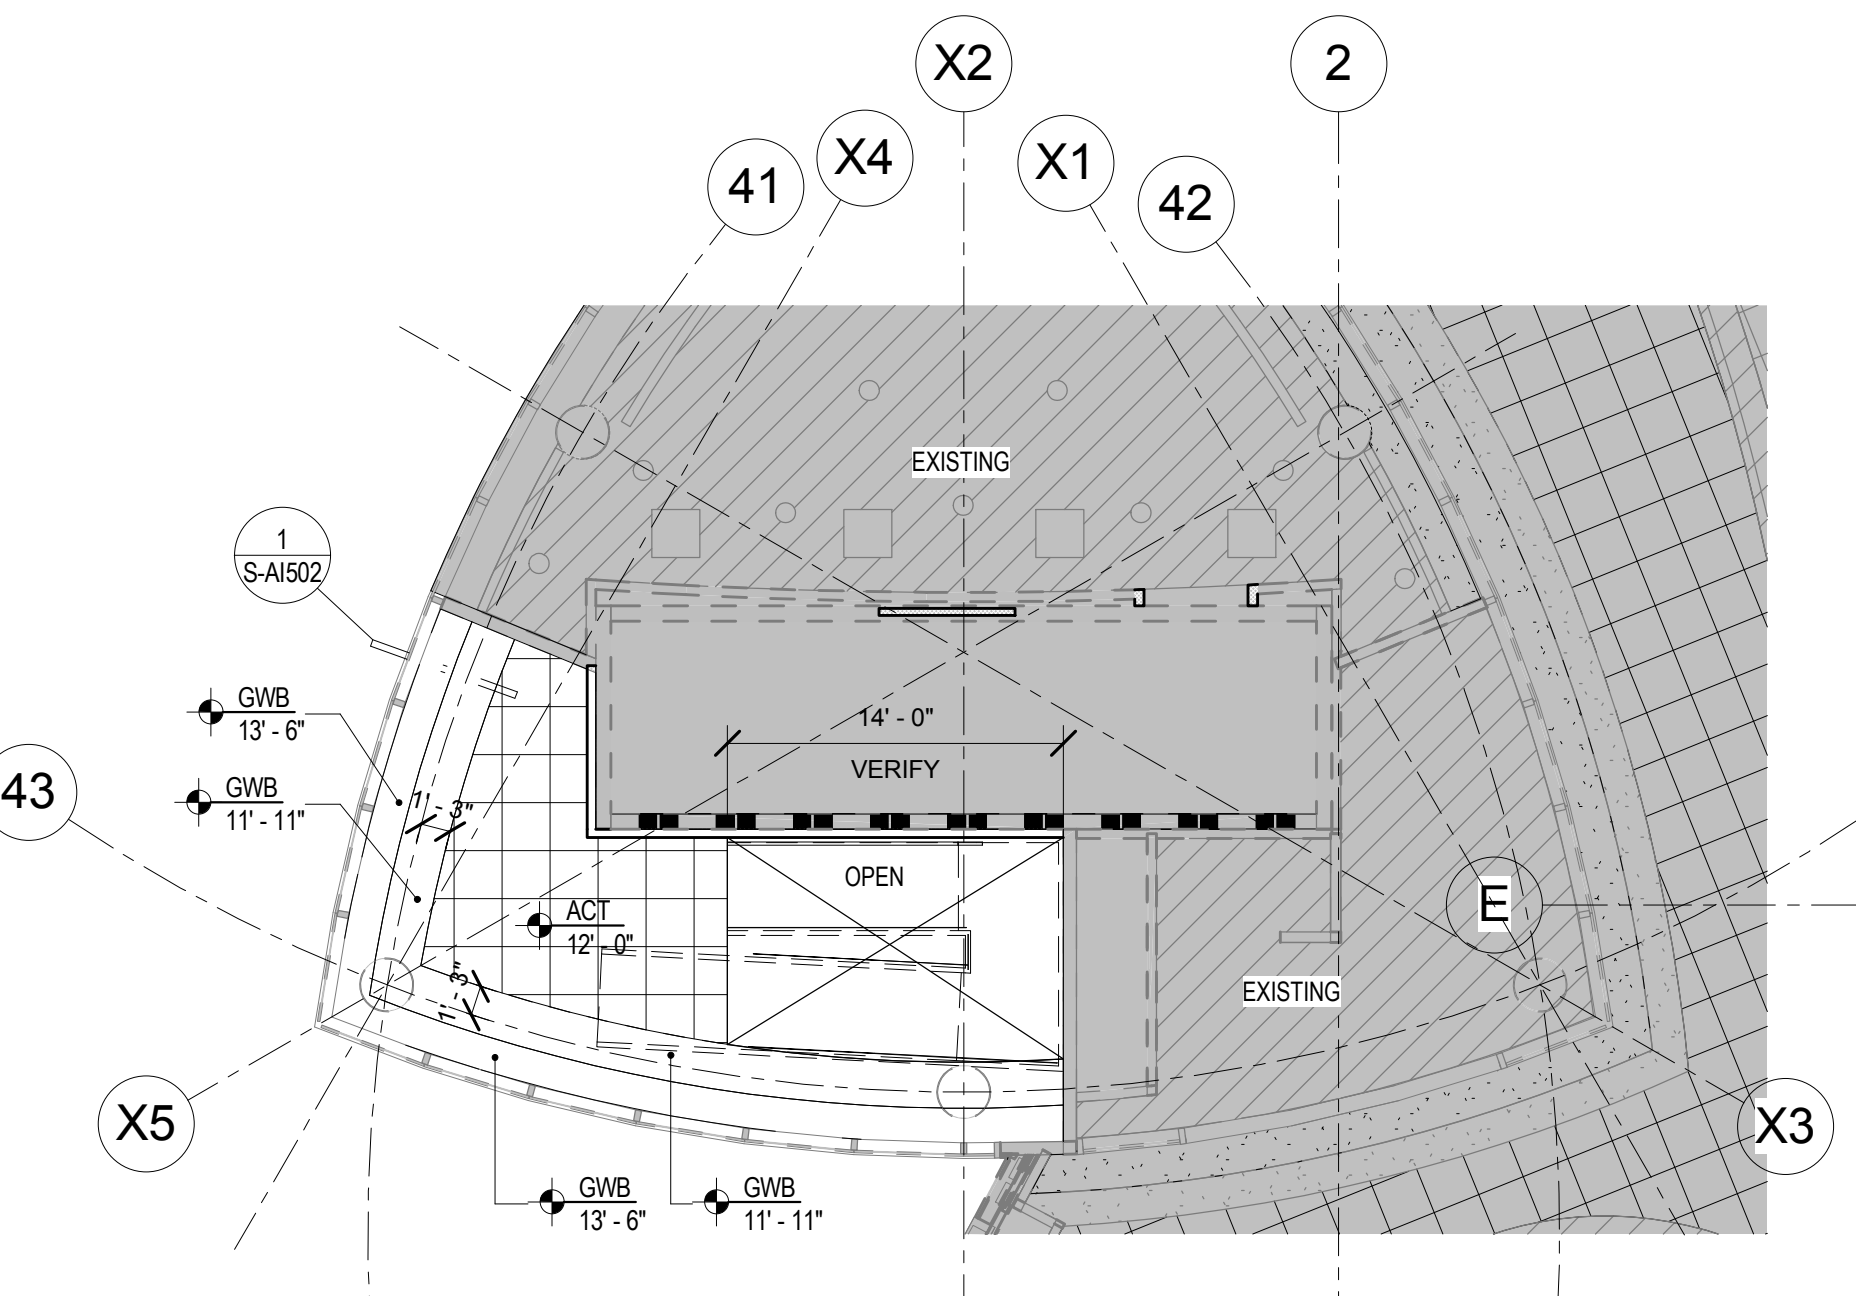 X2
2
X4
X1
41
42
EXISTING
1
S-AI502
GWB
13' - 6"
14' - 0"
VERIFY
43
GWB
11' - 11"
1' - 3"
OPEN
E
ACT
12' - 0"
1' - 3"
EXISTING
X5
X3
GWB
13' - 6"
GWB
11' - 11"